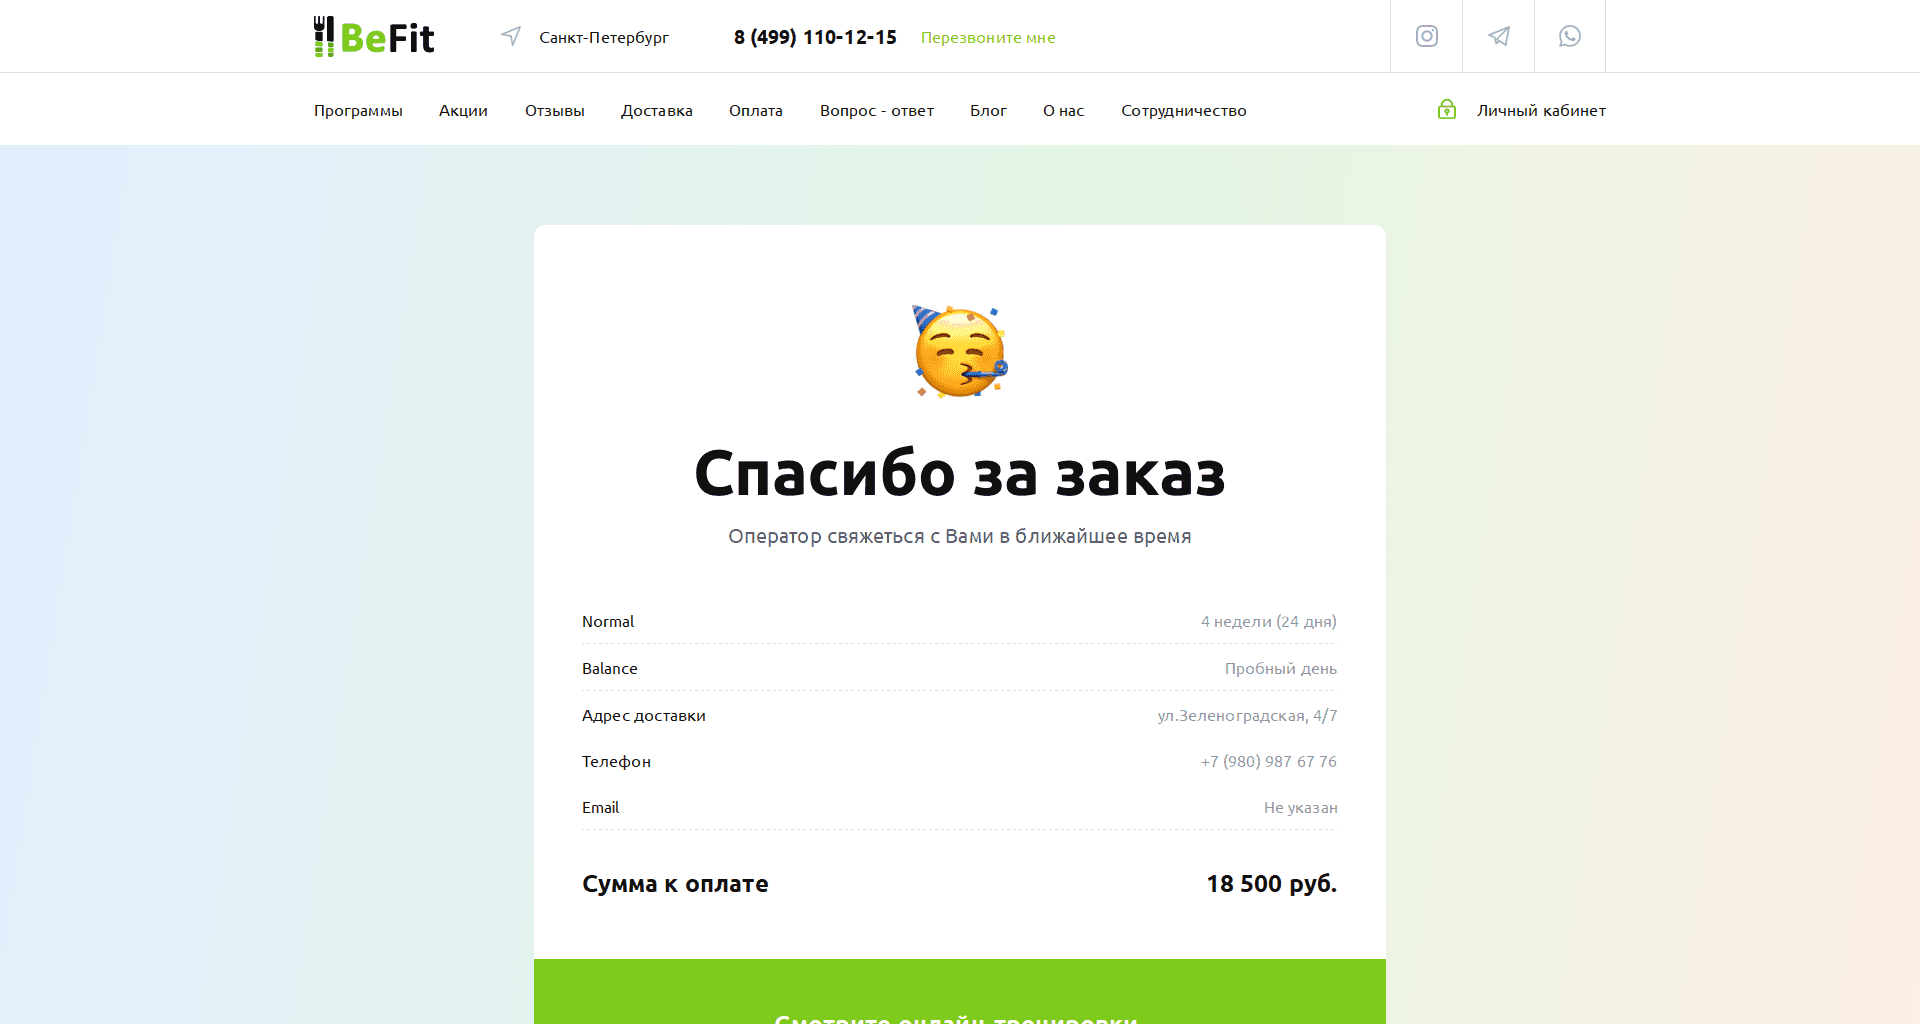 BeFit
Санкт-Петербург
8 (499) 110-12-15
Перезвоните мне
Программы
Акции
Отзывы
Доставка
Оплата
Вопрос - ответ
Блог
О нас
Сотрудничество
Личный кабинет
Спасибо за заказ
Оператор свяжеться с Вами в ближайшее время
Normal 4 недели (24 дня)
Balance Пробный день
Адрес доставки ул.Зеленоградская, 4/7
Телефон +7 (980) 987 67 76
Email Не указан
Сумма к оплате 18 500 руб.
Смотрите онлайн-тренировки